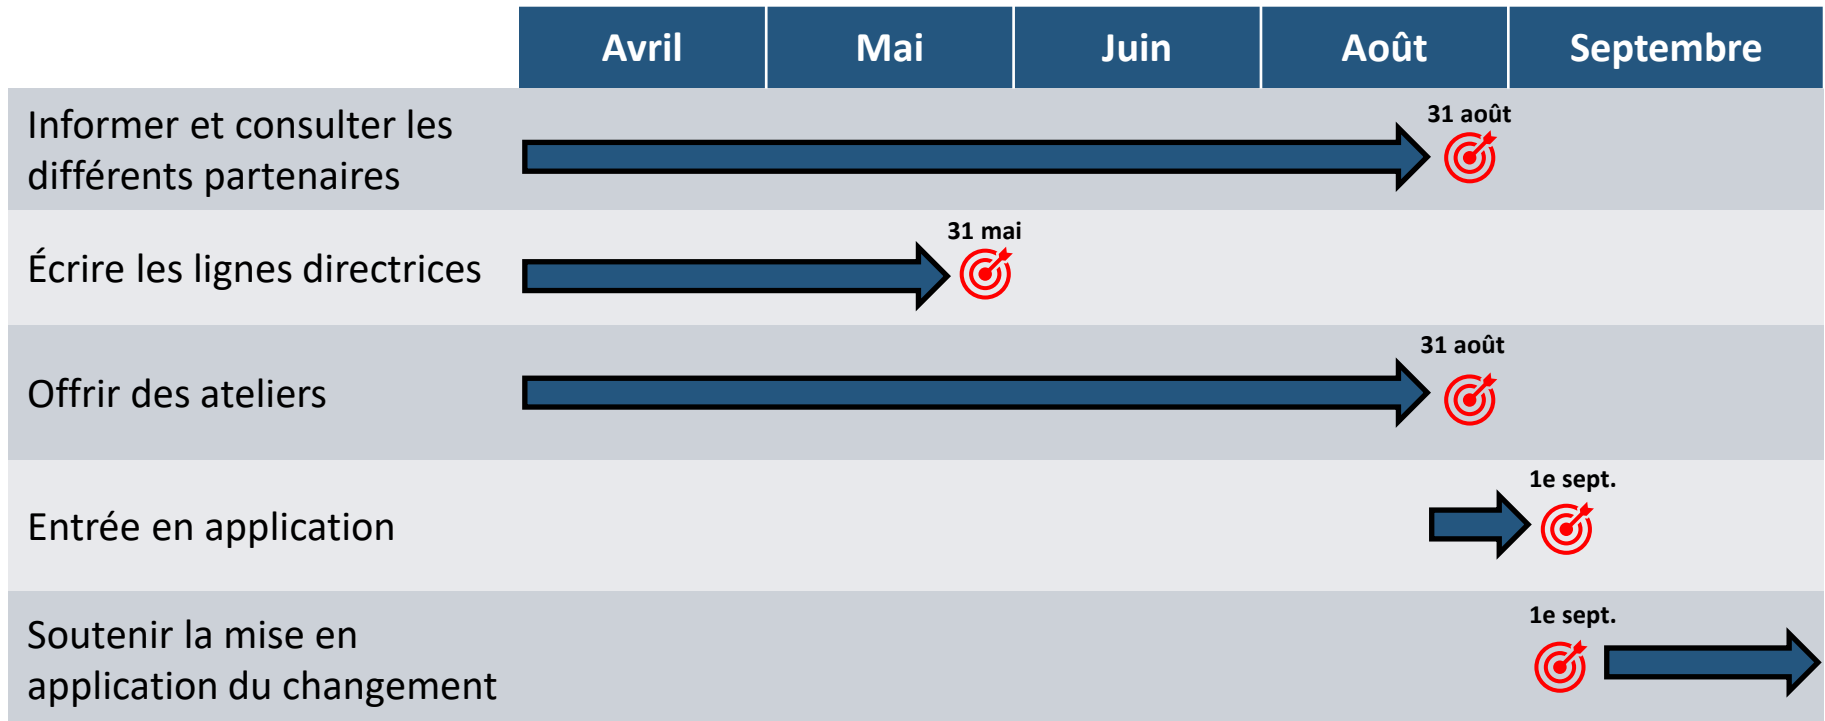 Avril Mai Juin Août Septembre
Informer et consulter les
différents partenaires
31 août
Écrire les lignes directrices
31 mai
Offrir des ateliers
31 août
Entrée en application
1e sept.
Soutenir la mise en
application du changement
1e sept.